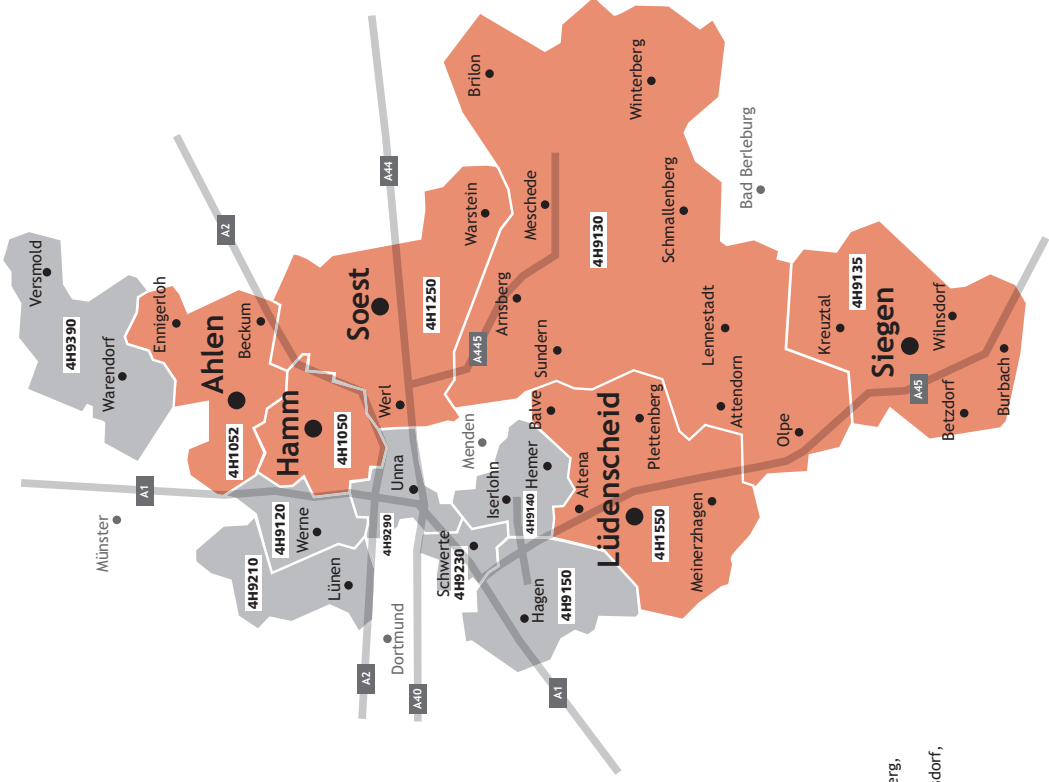 Versmold
4H9390
Warendorf
Ennigerloh
Ahlen
Beckum
4H1052
Hamm
4H1050
A2
A44
Soest
4H1250
Warstein
Werl
A445
Brilon
Winterberg
Meschede
4H9130
Arnsberg
Sundern
Schmallenberg
Bad Berleburg
Lennestadt
Attendorn
Olpe
Kreuztal
4H9135
Siegen
Wilnsdorf
A45
Betzdorf
Burbach
Münster
A1
4H9120
Werne
4H9210
Lünen
4H9290
Unna
Menden
Balve
Hemer
Iserlohn
4H9140
Altena
Schwerte
4H9230
Dortmund
A2
A40
A1
Hagen
4H9150
Lüdenscheid
4H1550
Plettenberg
Meinerzhagen
erg,
sdorf,